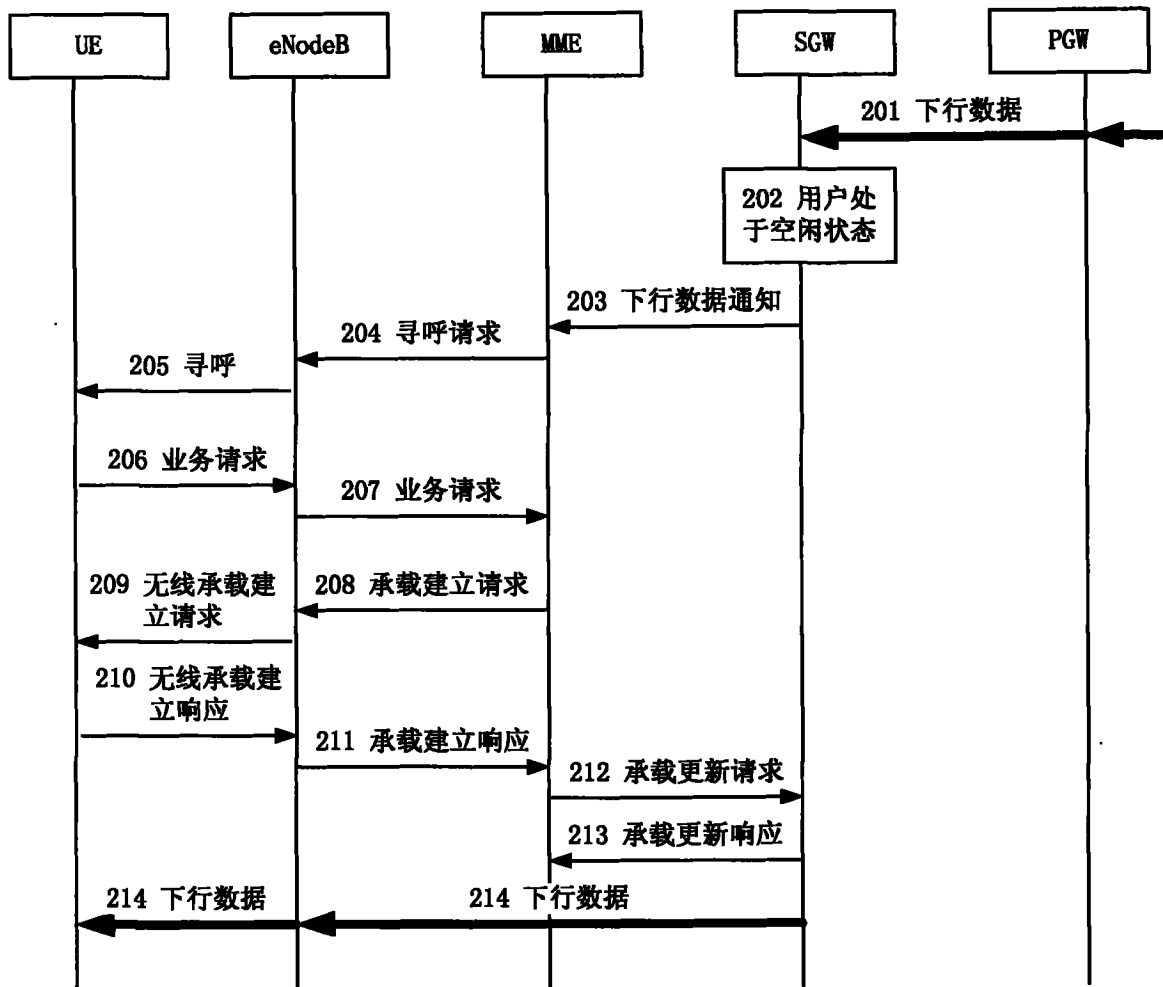 UE
eNodeB
MME
SGW
PGW
201 下行数据
202 用户处
于空闲状态
203 下行数据通知
204 寻呼请求
205 寻呼
206 业务请求
207 业务请求
208 承载建立请求
209 无线承载建
立请求
210 无线承载建
立响应
211 承载建立响应
212 承载更新请求
213 承载更新响应
214 下行数据
214 下行数据